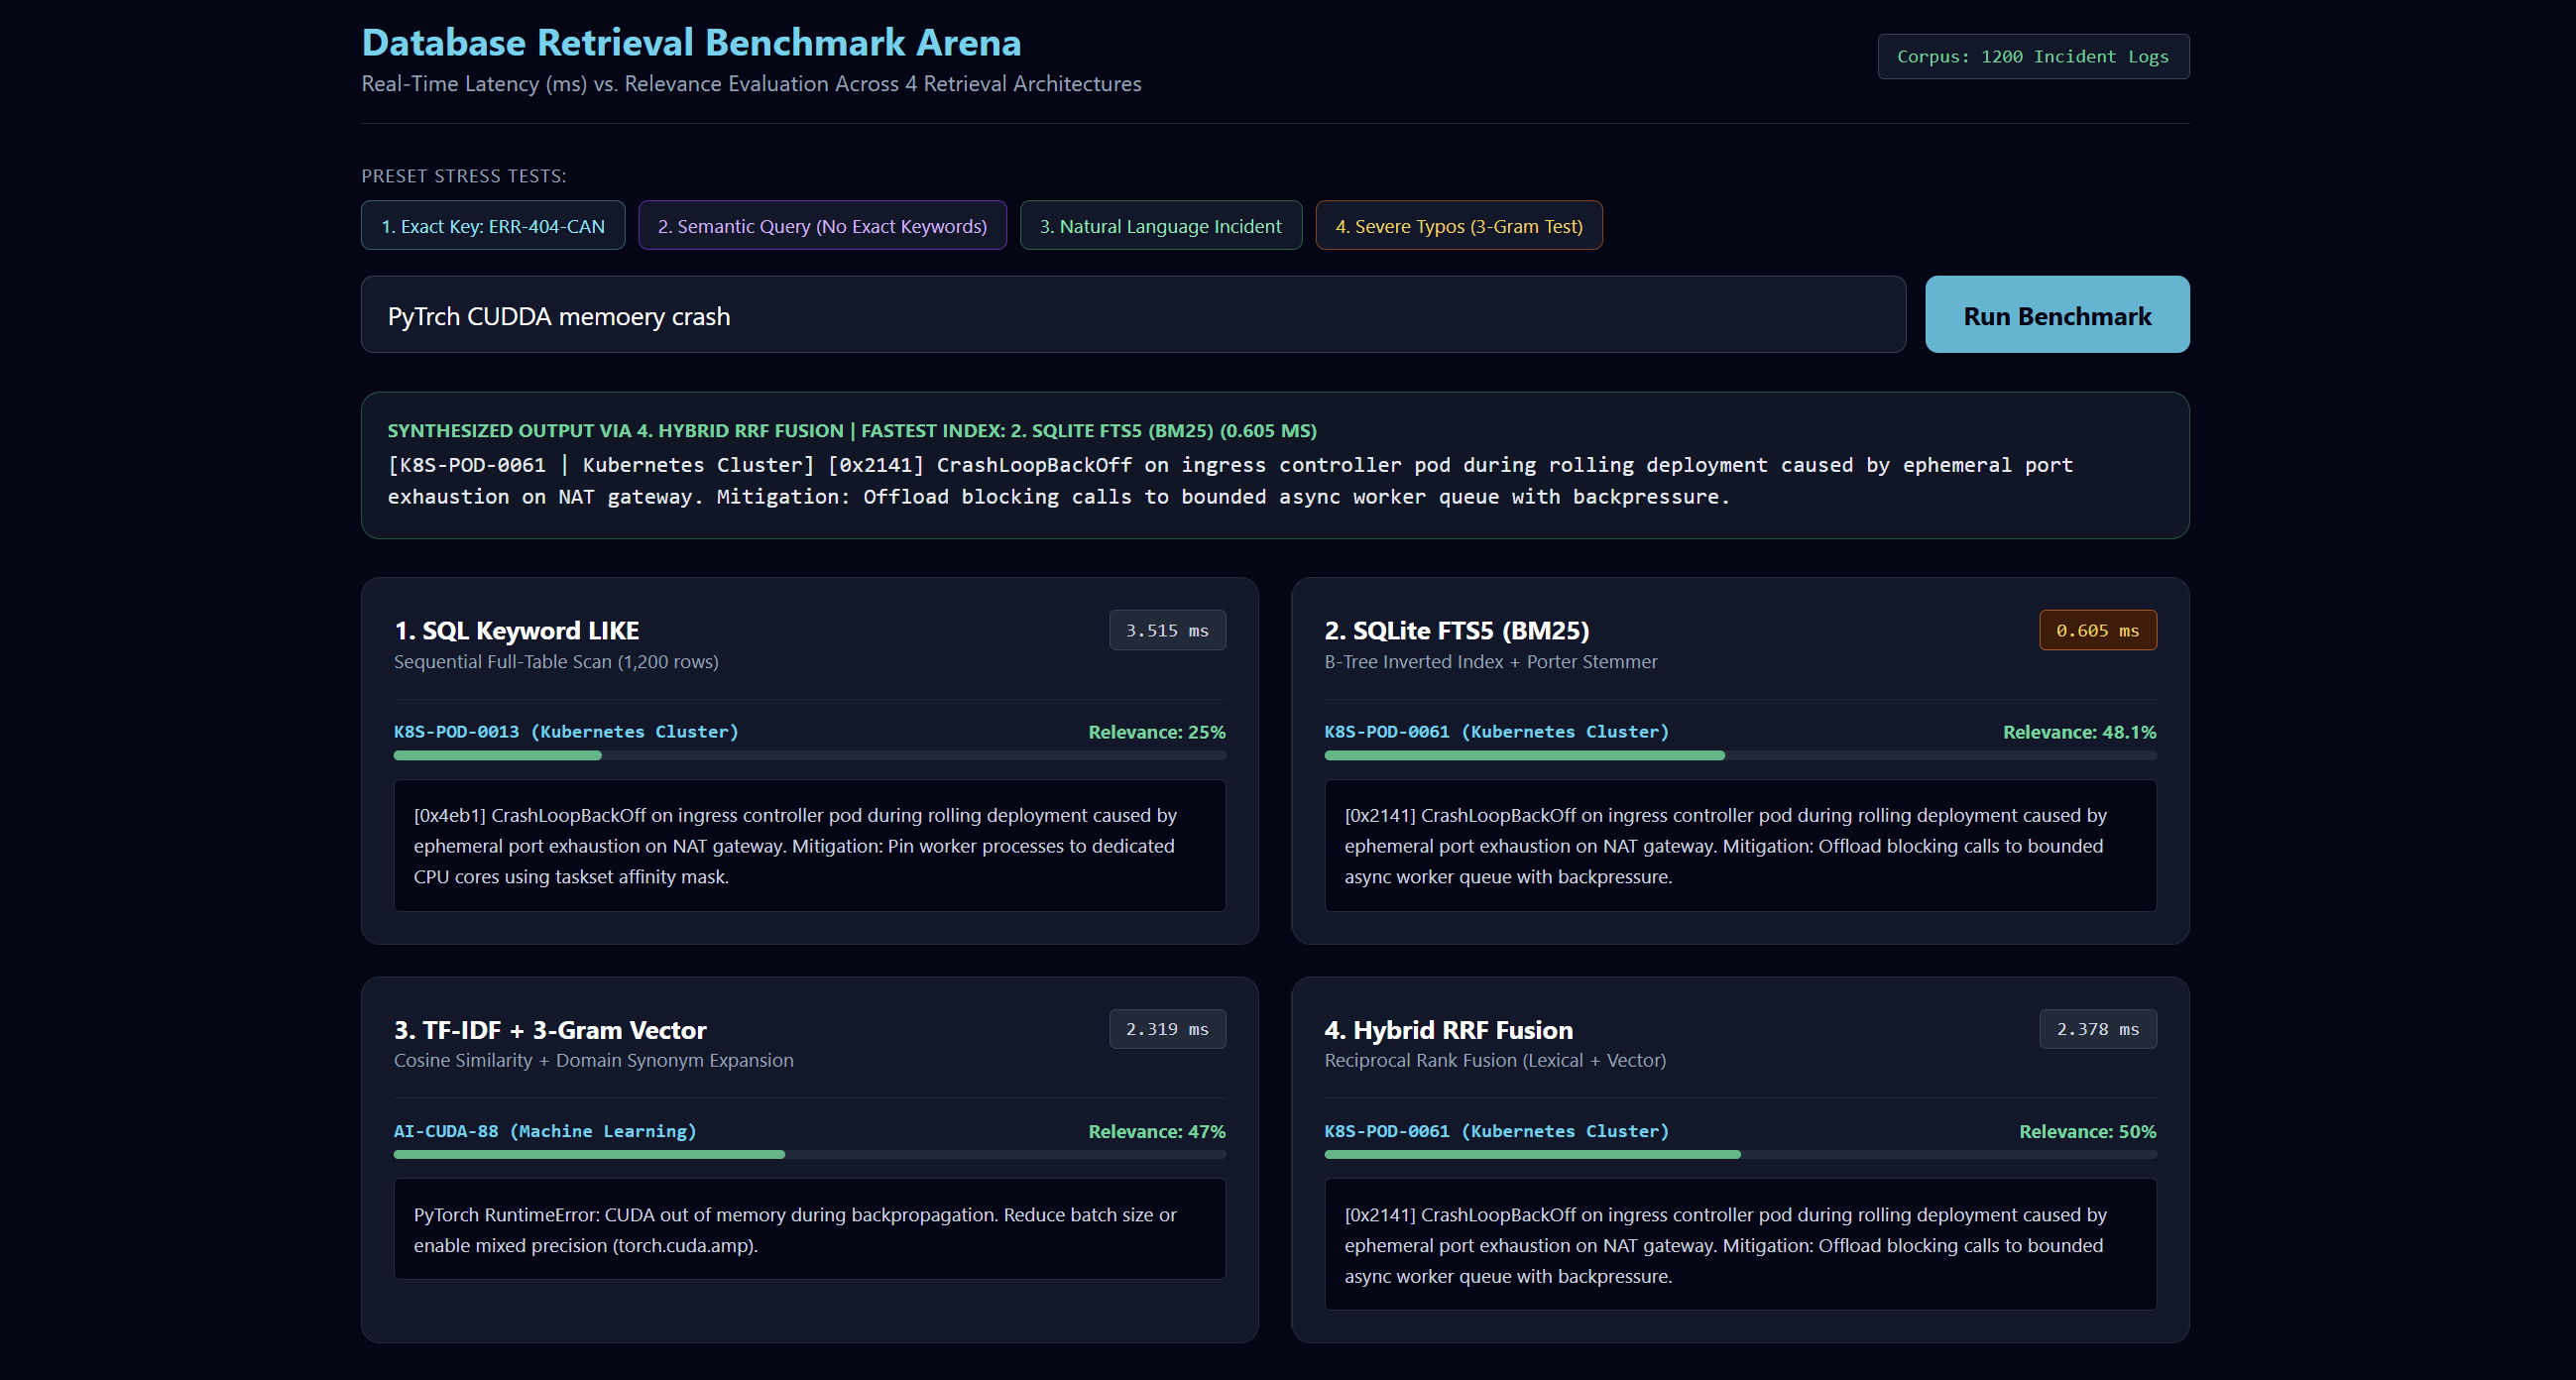 Database Retrieval Benchmark Arena
Real-Time Latency (ms) vs. Relevance Evaluation Across 4 Retrieval Architectures
Corpus: 1200 Incident Logs
PRESET STRESS TESTS:
1. Exact Key: ERR-404-CAN
2. Semantic Query (No Exact Keywords)
3. Natural Language Incident
4. Severe Typos (3-Gram Test)
PyTrch CUDDA memoery crash
Run Benchmark
SYNTHESIZED OUTPUT VIA 4. HYBRID RRF FUSION | FASTEST INDEX: 2. SQLITE FTS5 (BM25) (0.605 MS)
[K8S-POD-0061 | Kubernetes Cluster] [0x2141] CrashLoopBackOff on ingress controller pod during rolling deployment caused by ephemeral port
exhaustion on NAT gateway. Mitigation: Offload blocking calls to bounded async worker queue with backpressure.
1. SQL Keyword LIKE
3.515 ms
Sequential Full-Table Scan (1,200 rows)
K8S-POD-0013 (Kubernetes Cluster)
Relevance: 25%
[0x4eb1] CrashLoopBackOff on ingress controller pod during rolling deployment caused by
ephemeral port exhaustion on NAT gateway. Mitigation: Pin worker processes to dedicated
CPU cores using taskset affinity mask.
2. SQLite FTS5 (BM25)
0.605 ms
B-Tree Inverted Index + Porter Stemmer
K8S-POD-0061 (Kubernetes Cluster)
Relevance: 48.1%
[0x2141] CrashLoopBackOff on ingress controller pod during rolling deployment caused by
ephemeral port exhaustion on NAT gateway. Mitigation: Offload blocking calls to bounded
async worker queue with backpressure.
3. TF-IDF + 3-Gram Vector
2.319 ms
Cosine Similarity + Domain Synonym Expansion
AI-CUDA-88 (Machine Learning)
Relevance: 47%
PyTorch RuntimeError: CUDA out of memory during backpropagation. Reduce batch size or
enable mixed precision (torch.cuda.amp).
4. Hybrid RRF Fusion
2.378 ms
Reciprocal Rank Fusion (Lexical + Vector)
K8S-POD-0061 (Kubernetes Cluster)
Relevance: 50%
[0x2141] CrashLoopBackOff on ingress controller pod during rolling deployment caused by
ephemeral port exhaustion on NAT gateway. Mitigation: Offload blocking calls to bounded
async worker queue with backpressure.